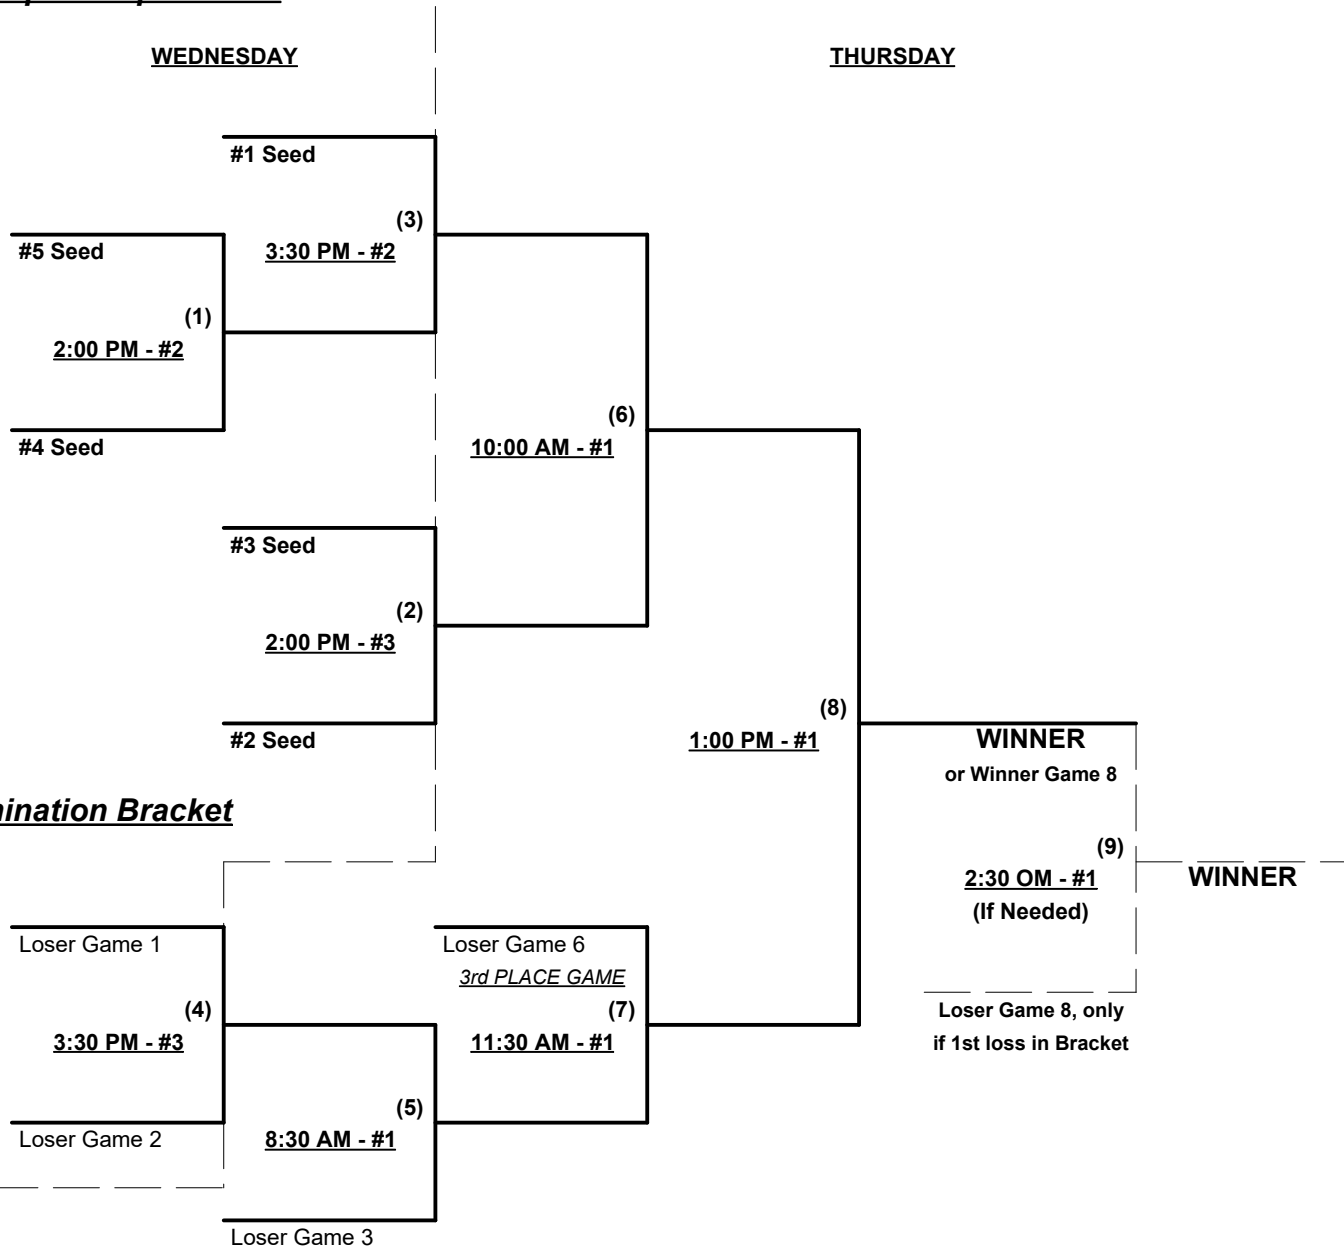 WEDNESDAY
THURSDAY
#1 Seed
(3)
3:30 PM - #2
#5 Seed
(1)
2:00 PM - #2
#4 Seed
(6)
10:00 AM - #1
#3 Seed
(2)
2:00 PM - #3
#2 Seed
(8)
1:00 PM - #1
WINNER
or Winner Game 8
(9)
2:30 OM - #1
(If Needed)
WINNER
Loser Game 8, only
if 1st loss in Bracket
Bracket
Loser Game 1
(4)
3:30 PM - #3
Loser Game 2
(5)
8:30 AM - #1
Loser Game 3
Loser Game 6
3rd PLACE GAME
(7)
11:30 AM - #1